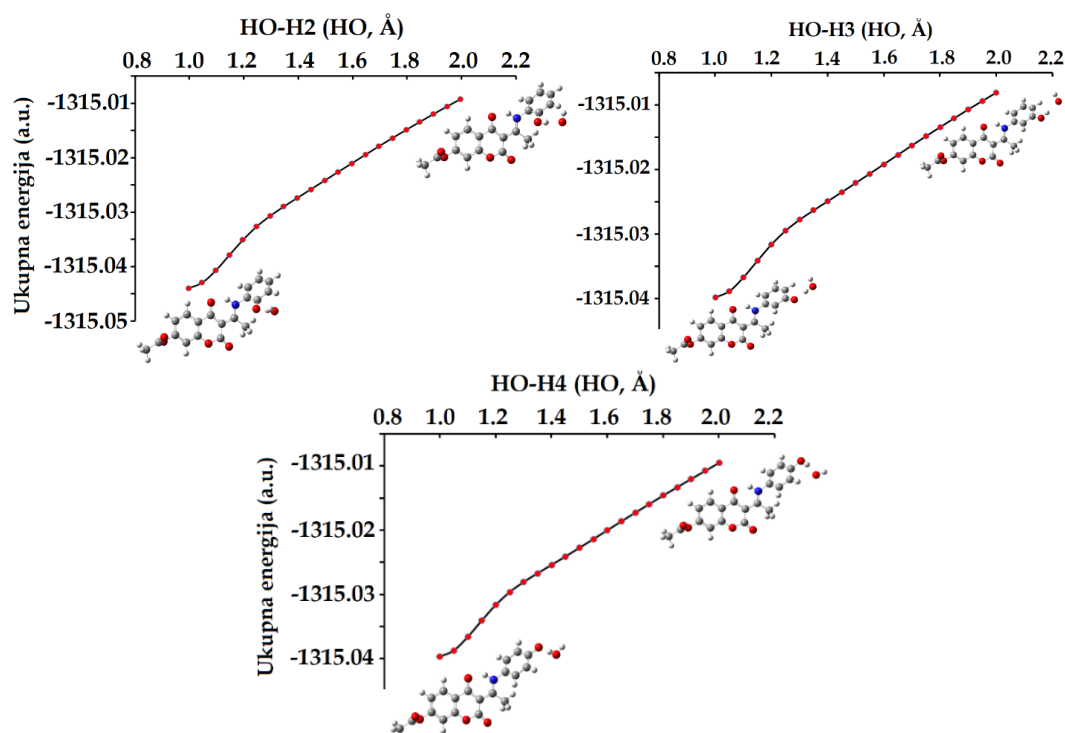 HO-H2 (HO, Å)
0.8 1.0 1.2 1.4 1.6 1.8 2.0 2.2
Ukupna energija (a.u.)
-1315.01
-1315.02
-1315.03
-1315.04
-1315.05
HO-H3 (HO, Å)
0.8 1.0 1.2 1.4 1.6 1.8 2.0 2.2
Ukupna energija (a.u.)
-1315.01
-1315.02
-1315.03
-1315.04
HO-H4 (HO, Å)
0.8 1.0 1.2 1.4 1.6 1.8 2.0 2.2
Ukupna energija (a.u.)
-1315.01
-1315.02
-1315.03
-1315.04